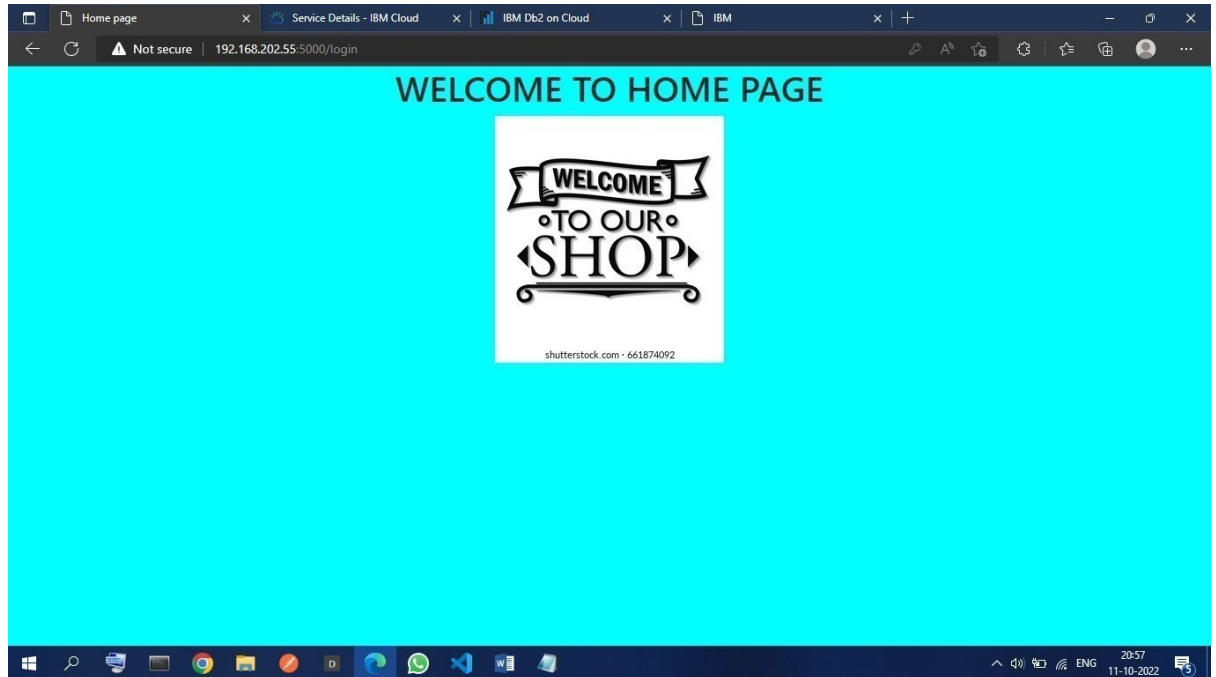 Home page
Service Details - IBM Cloud
IBM Db2 on Cloud
IBM
Not secure | 192.168.202.55:5000/login
WELCOME TO HOME PAGE
WELCOME
TO OUR
SHOP
shutterstock.com · 661874092
ENG
20:57
11-10-2022
5